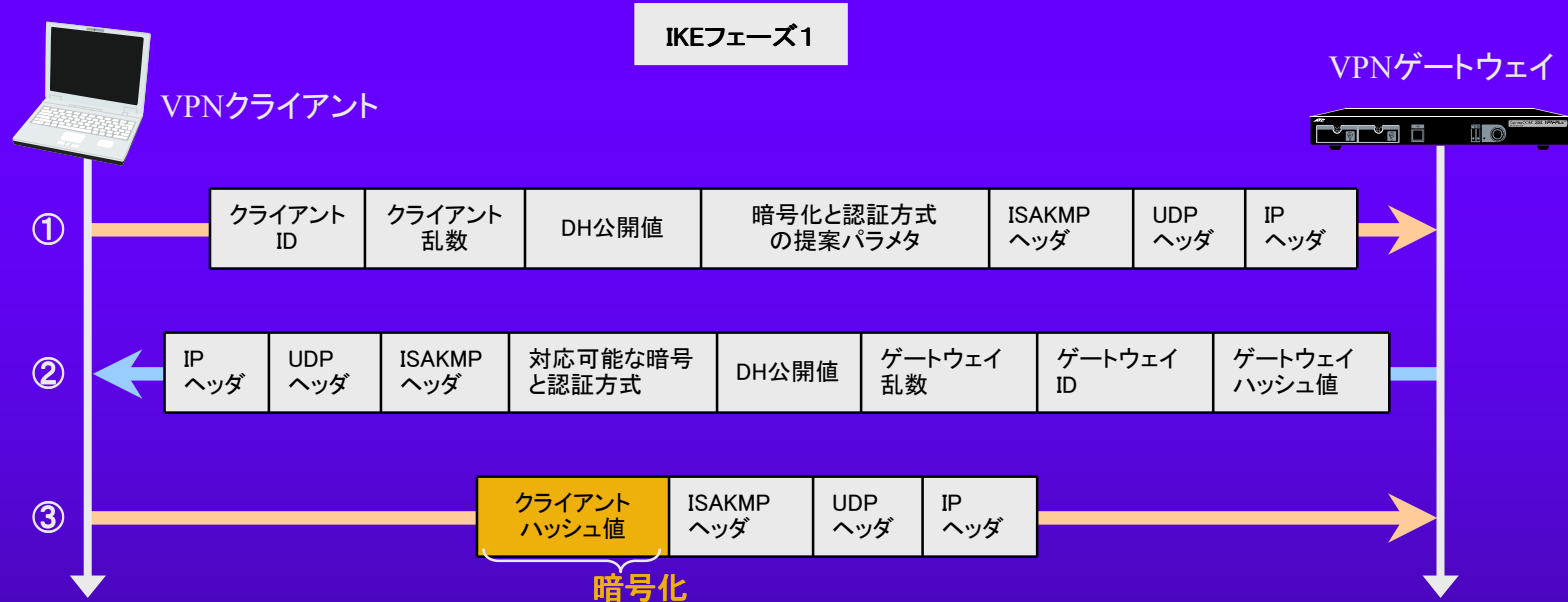 IKEフェーズ1
VPNクライアント
VPNゲートウェイ
①
クライアント
ID
クライアント
乱数
DH公開値
暗号化と認証方式
の提案パラメタ
ISAKMP
ヘッダ
UDP
ヘッダ
IP
ヘッダ
②
IP
ヘッダ
UDP
ヘッダ
ISAKMP
ヘッダ
対応可能な暗号
と認証方式
DH公開値
ゲートウェイ
乱数
ゲートウェイ
ID
ゲートウェイ
ハッシュ値
③
クライアント
ハッシュ値
ISAKMP
ヘッダ
UDP
ヘッダ
IP
ヘッダ
暗号化